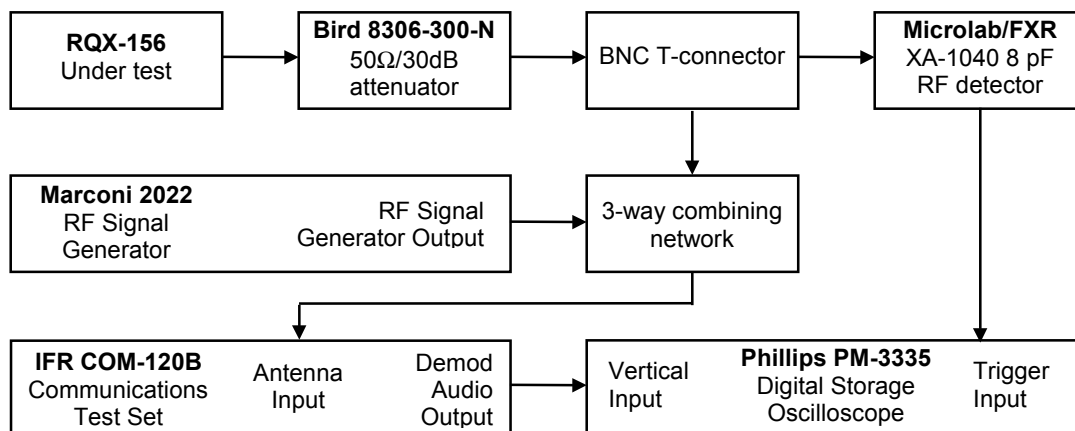 RQX-156
Under test
Bird 8306-300-N
50Ω/30dB
attenuator
BNC T-connector
Microlab/FXR
XA-1040 8 pF
RF detector
Marconi 2022
RF Signal
Generator
RF Signal
Generator Output
3-way combining
network
IFR COM-120B
Communications
Test Set
Antenna
Input
Demod
Audio
Output
Vertical
Input
Phillips PM-3335
Digital Storage
Oscilloscope
Trigger
Input